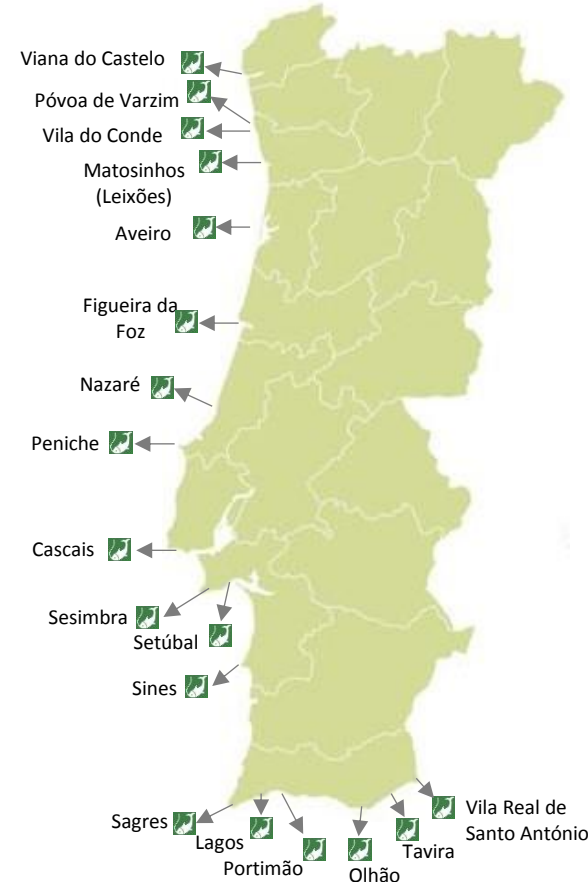 Viana do Castelo
Póvoa de Varzim
Vila do Conde
Matosinhos
(Leixões)
Aveiro
Figueira da
Foz
Nazaré
Peniche
Cascais
Sesimbra
Setúbal
Sines
Sagres
Lagos
Portimão
Olhão
Tavira
Vila Real de
Santo António